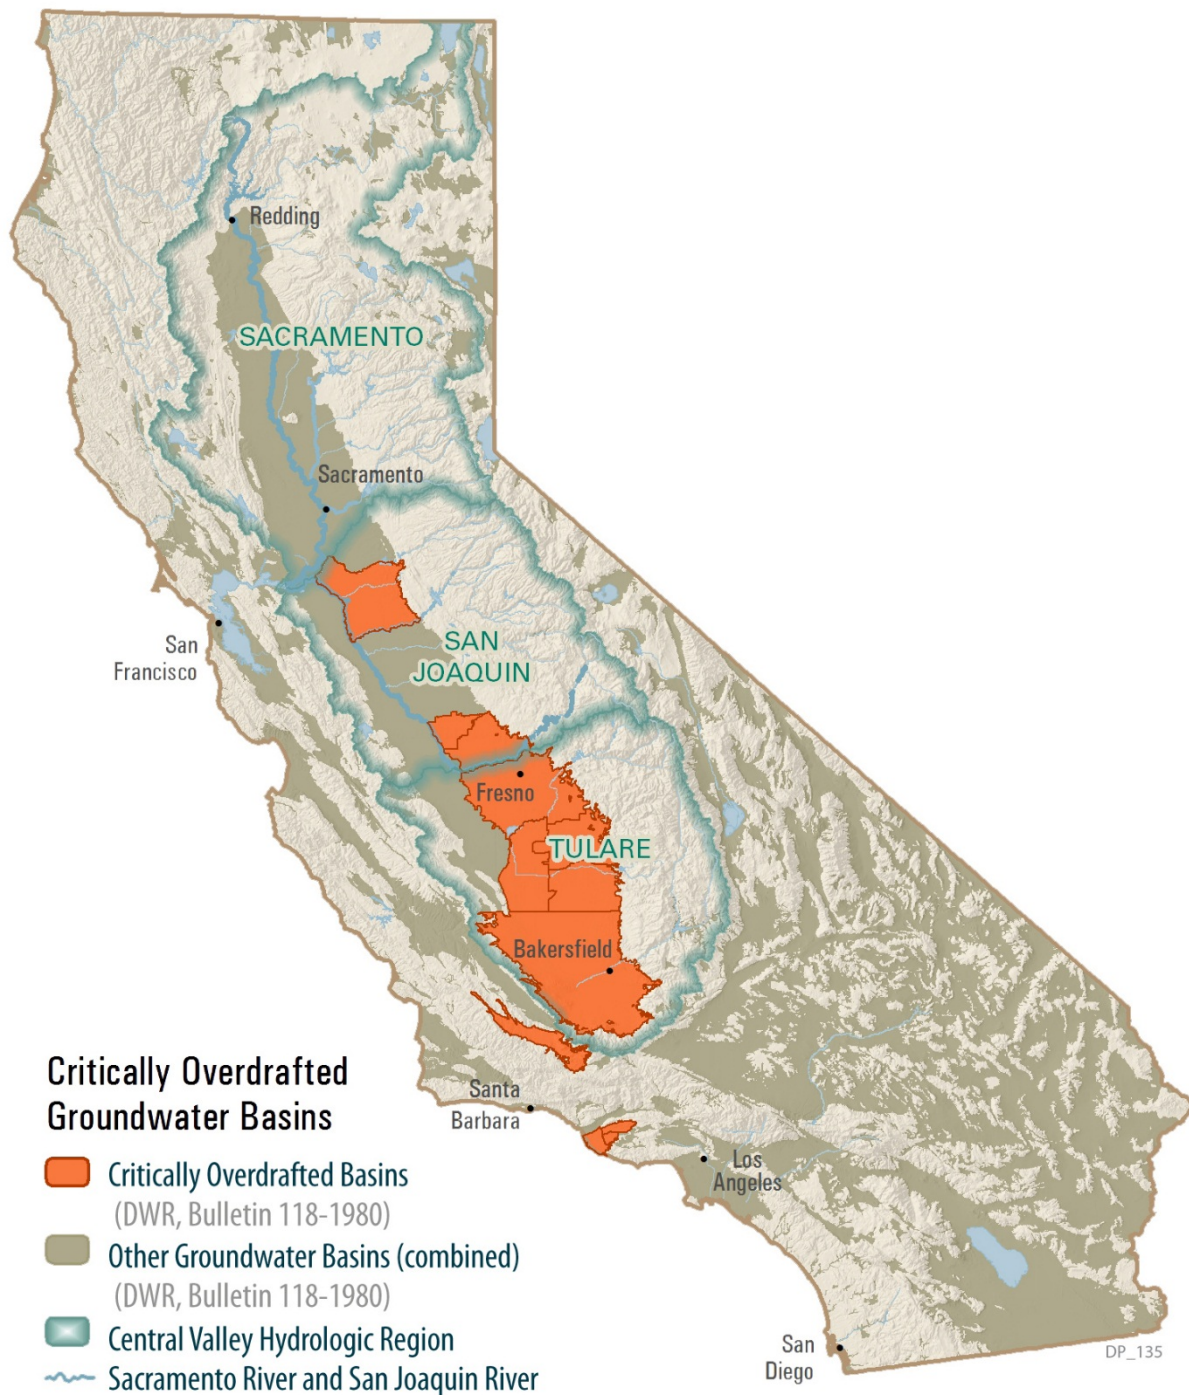 Redding
SACRAMENTO
Sacramento
San
Francisco
SAN
JOAQUIN
Fresno
TULARE
Bakersfield
Santa
Barbara
Los
Angeles
San
Diego
DP_135
Critically Overdrafted
Groundwater Basins
Critically Overdrafted Basins
(DWR, Bulletin 118-1980)
Other Groundwater Basins (combined)
(DWR, Bulletin 118-1980)
Central Valley Hydrologic Region
Sacramento River and San Joaquin River